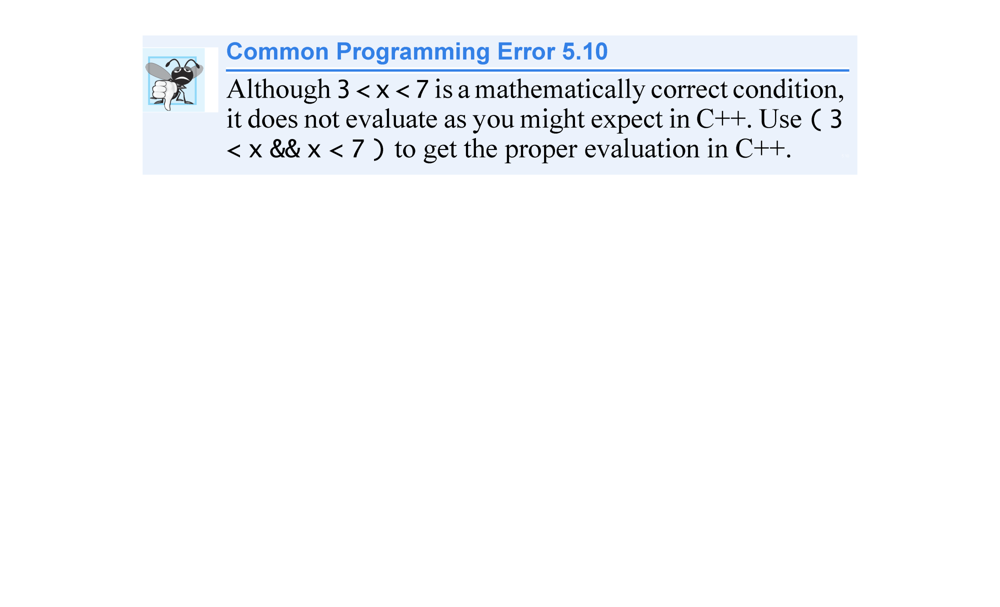 Common Programming Error 5.10
Although 3 < x < 7 is a mathematically correct condition,
it does not evaluate as you might expect in C++. Use ( 3
< x && x < 7 ) to get the proper evaluation in C++.